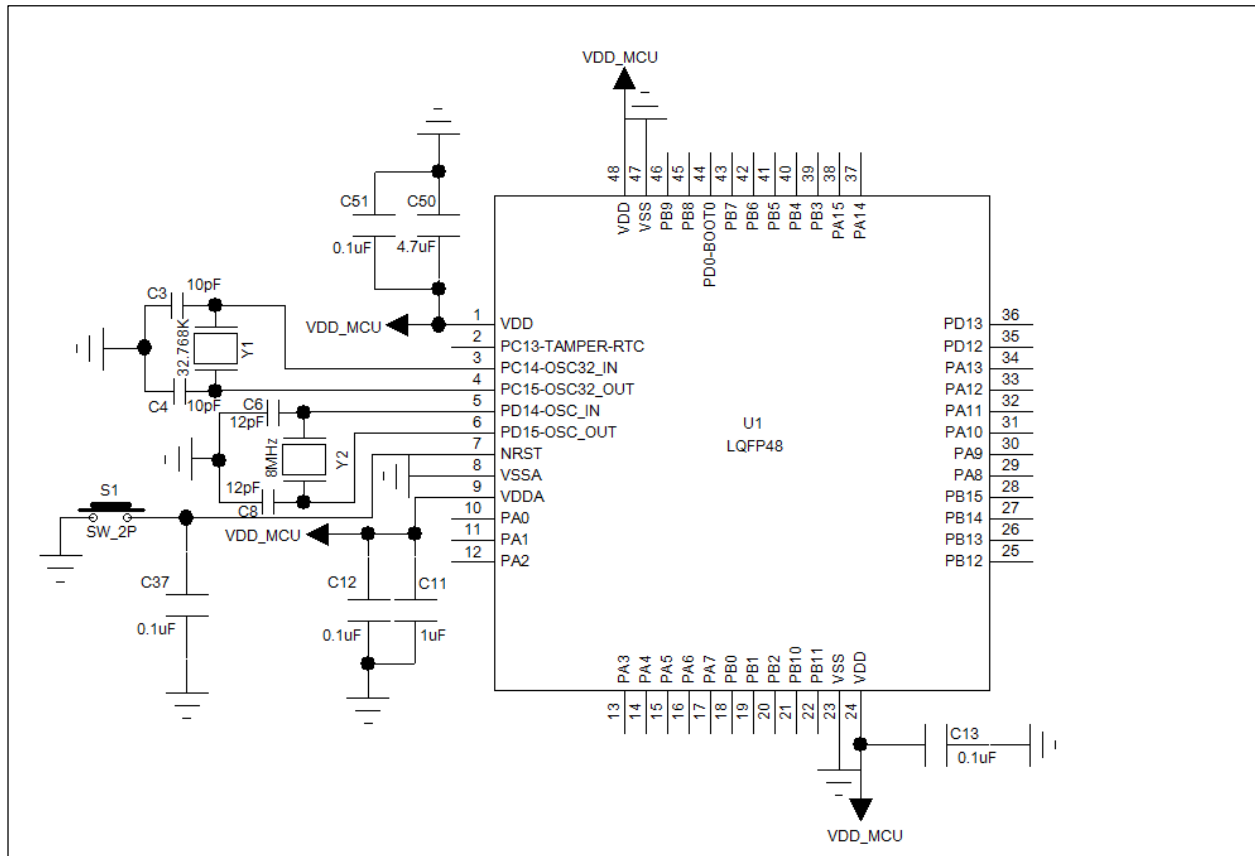 VDD_MCU
48
47
46
45
44
43
42
41
40
39
38
37
VDD
VSS
PB9
PB8
PD0-BOOT0
PB7
PB6
PB5
PB4
PB3
PA15
PA14
C51
C50
0.1uF
4.7uF
VDD_MCU
C3
10pF
32.768K
Y1
C4
10pF
C6
12pF
8MHz
Y2
12pF
C8
S1
SW_2P
C37
0.1uF
VDD_MCU
C12
C11
0.1uF
1uF
1 VDD
2 PC13-TAMPER-RTC
3 PC14-OSC32_IN
4 PC15-OSC32_OUT
5 PD14-OSC_IN
6 PD15-OSC_OUT
7 NRST
8 VSSA
9 VDDA
10 PA0
11 PA1
12 PA2
U1
LQFP48
PD13 36
PD12 35
PA13 34
PA12 33
PA11 32
PA10 31
PA9 30
PA8 29
PB15 28
PB14 27
PB13 26
PB12 25
PA3
PA4
PA5
PA6
PA7
PB0
PB1
PB2
PB10
PB11
VSS
VDD
13
14
15
16
17
18
19
20
21
22
23
24
C13
0.1uF
VDD_MCU